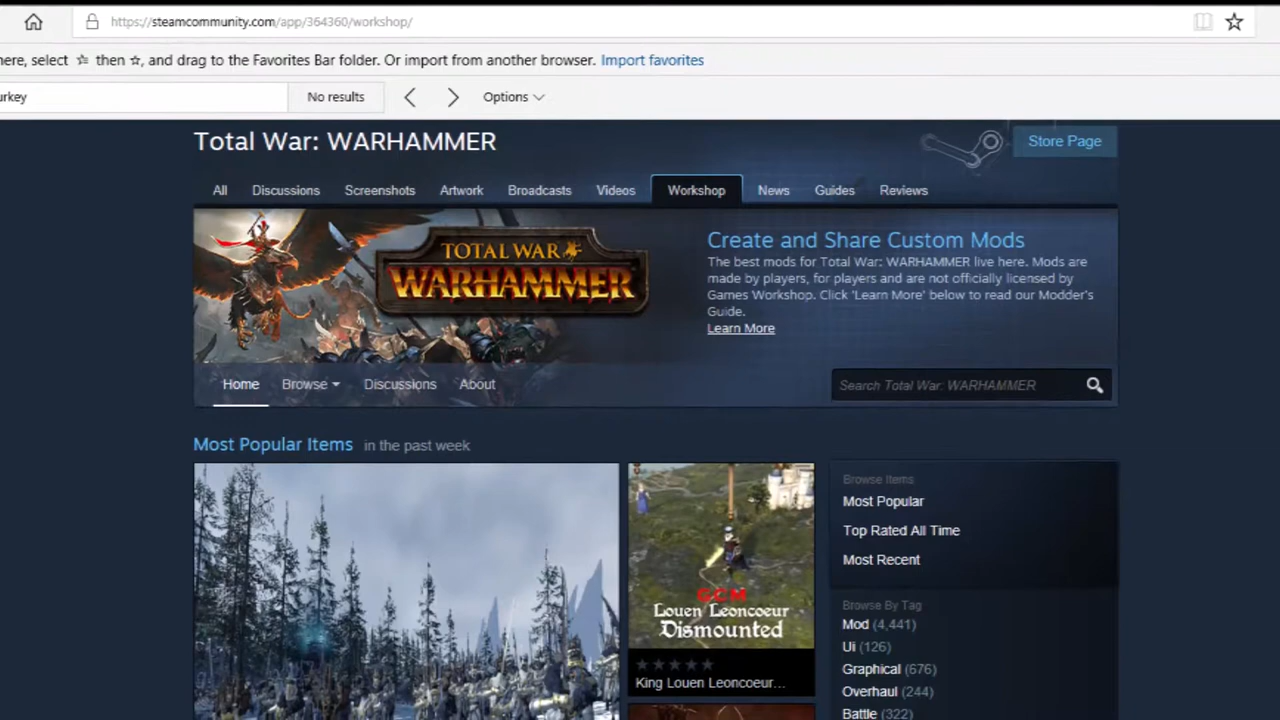 https://steamcommunity.com/app/364360/workshop/
here, select ☆ then ☆, and drag to the Favorites Bar folder. Or import from another browser. Import favorites
urkey No results Options
Total War: WARHAMMER
Store Page
All Discussions Screenshots Artwork Broadcasts Videos Workshop News Guides Reviews
TOTAL WAR
WARHAMMER
Create and Share Custom Mods
The best mods for Total War: WARHAMMER live here. Mods are
made by players, for players and are not officially licensed by
Games Workshop. Click 'Learn More' below to read our Modder's
Guide.
Learn More
Home Browse Discussions About
Search Total War: WARHAMMER
Most Popular Items in the past week
GCM
Louen Leoncoeur
Dismounted
King Louen Leoncoeur...
Browse Items
Most Popular
Top Rated All Time
Most Recent
Browse By Tag
Mod (4,441)
Ui (126)
Graphical (676)
Overhaul (244)
Battle (322)